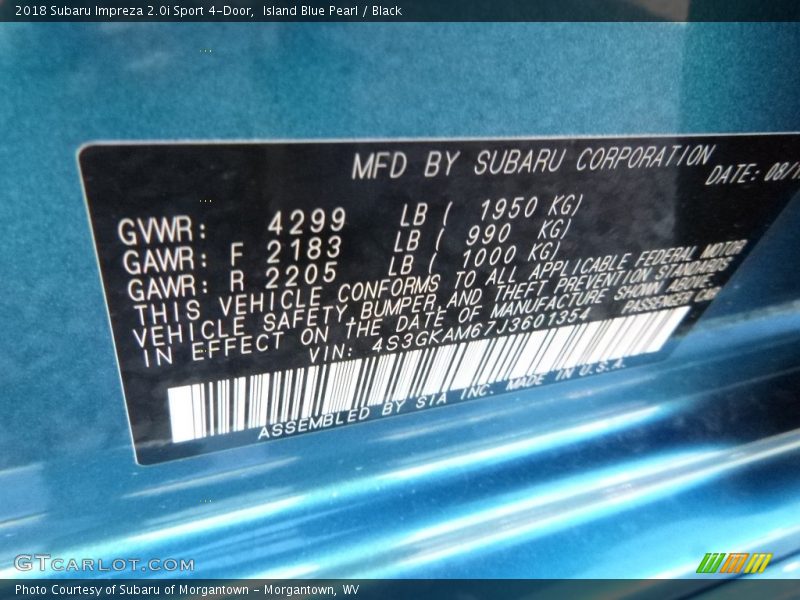 2018 Subaru Impreza 2.0i Sport 4-Door,  Island Blue Pearl / Black
MFD BY SUBARU CORPORATION
DATE: 08/1
GVWR: 4299 LB ( 1950 KG)
GAWR: F 2183 LB ( 990 KG)
GAWR: R 2205 LB ( 1000 KG)
THIS VEHICLE CONFORMS TO ALL APPLICABLE FEDERAL MOTOR
VEHICLE SAFETY,BUMPER AND THEFT PREVENTION STANDARDS
IN EFFECT ON THE DATE OF MANUFACTURE SHOWN ABOVE.
VIN: 4S3GKAM67J3601354 PASSENGER CAR
ASSEMBLED BY SIA INC. MADE IN U.S.A.
GTCARLOT.COM
Photo Courtesy of Subaru of Morgantown - Morgantown, WV